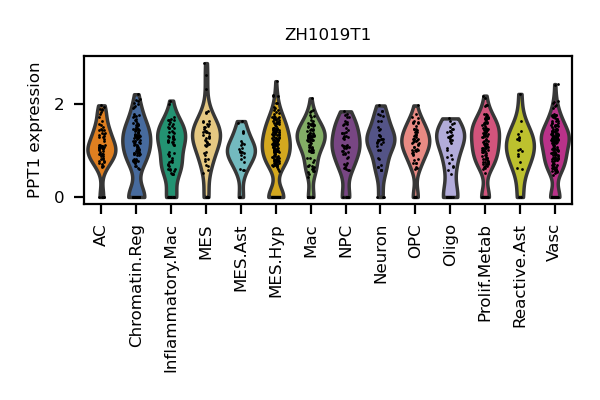 ZH1019T1
PPT1 expression
2
0
AC
Chromatin.Reg
Inflammatory.Mac
MES
MES.Ast
MES.Hyp
Mac
NPC
Neuron
OPC
Oligo
Prolif.Metab
Reactive.Ast
Vasc